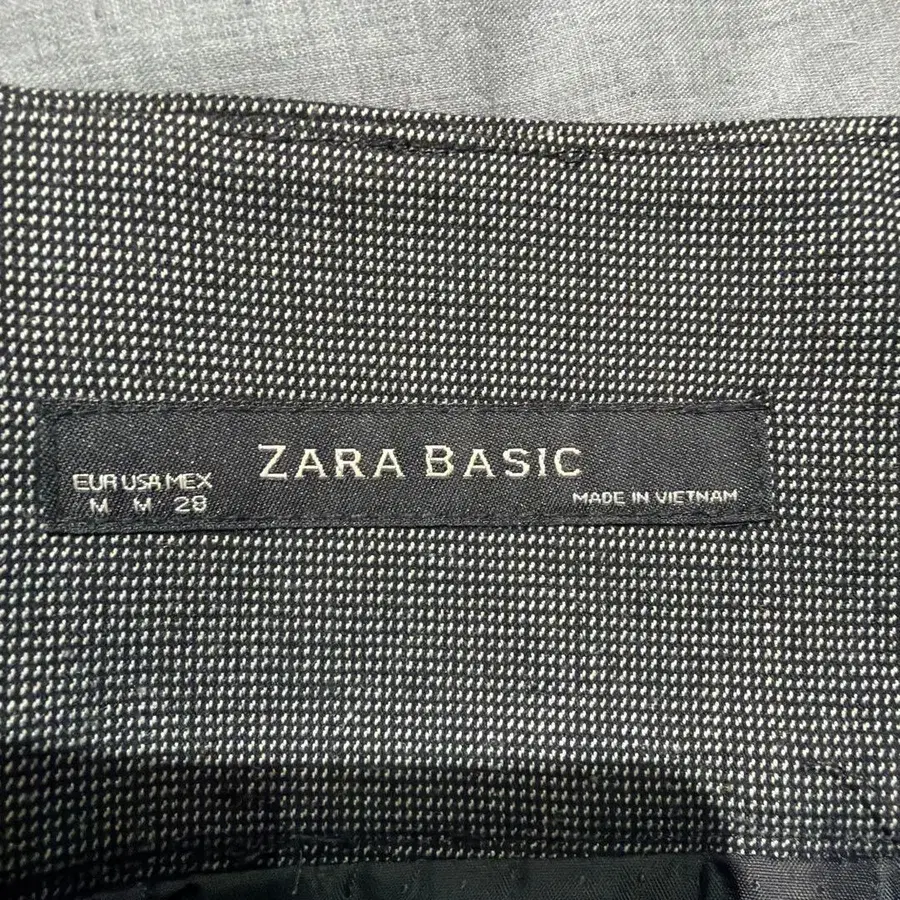 ZARA BASIC
EUR USA MEX
M M 28
MADE IN VIETNAM